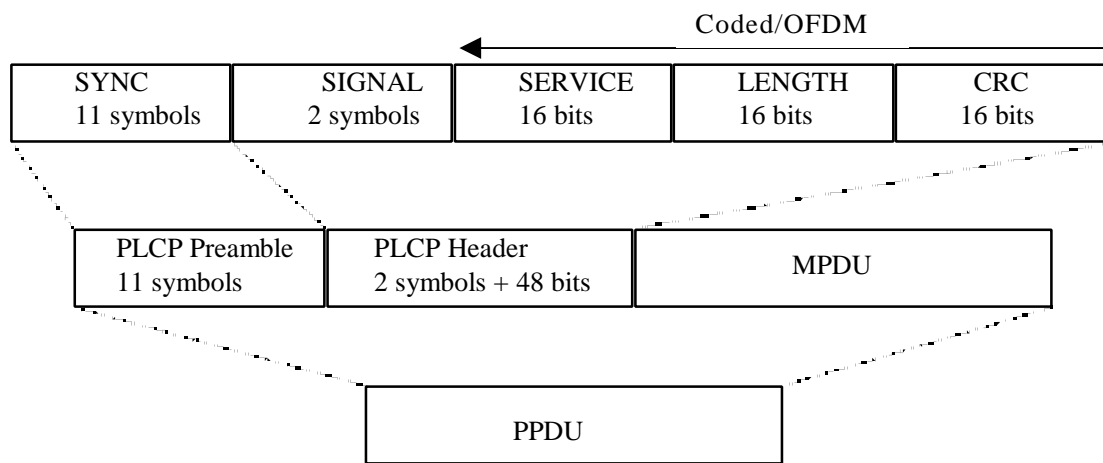 Coded/OFDM
SYNC
11 symbols
SIGNAL
2 symbols
SERVICE
16 bits
LENGTH
16 bits
CRC
16 bits
PLCP Preamble
11 symbols
PLCP Header
2 symbols + 48 bits
MPDU
PPDU